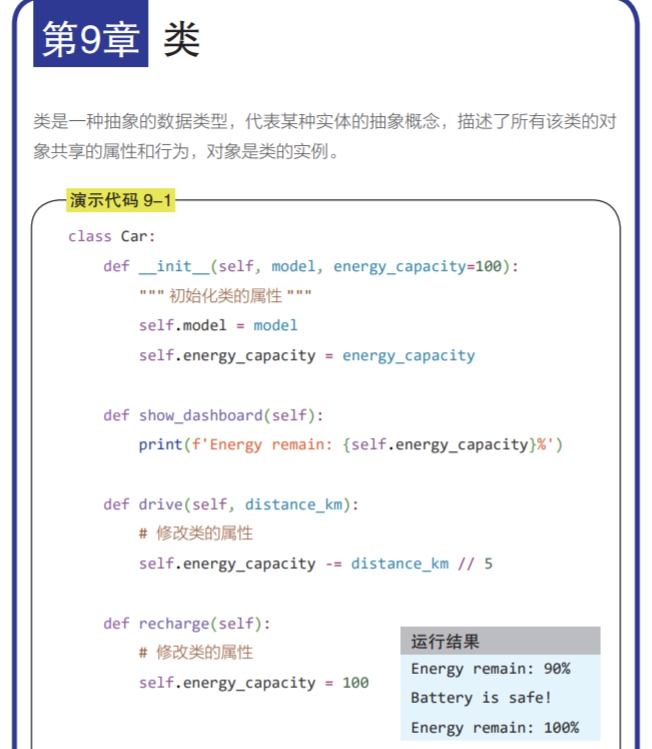 第9章 类
类是一种抽象的数据类型，代表某种实体的抽象概念，描述了所有该类的对
象共享的属性和行为，对象是类的实例。
演示代码 9–1
class Car:
    def __init__(self, model, energy_capacity=100):
        """ 初始化类的属性 """
        self.model = model
        self.energy_capacity = energy_capacity
    def show_dashboard(self):
        print(f'Energy remain: {self.energy_capacity}%')
    def drive(self, distance_km):
        # 修改类的属性
        self.energy_capacity -= distance_km // 5
    def recharge(self):
        # 修改类的属性
        self.energy_capacity = 100
运行结果
Energy remain: 90%
Battery is safe!
Energy remain: 100%